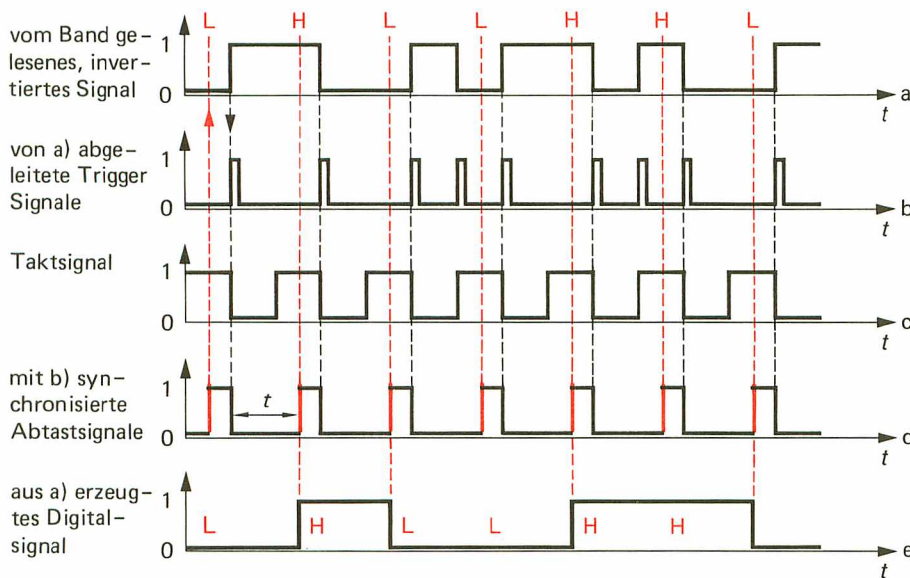 L H L L H H L
vom Band ge-
lesenes, inver-
tiertes Signal
1
0
a
t
von a) abge-
leitete Trigger
Signale
1
0
b
t
Taktsignal
1
0
c
t
mit b) syn-
chronisierte
Abtastsignale
1
0
t
t
aus a) erzeug-
tes Digital-
signal
1
0
L H L L H H
e
t